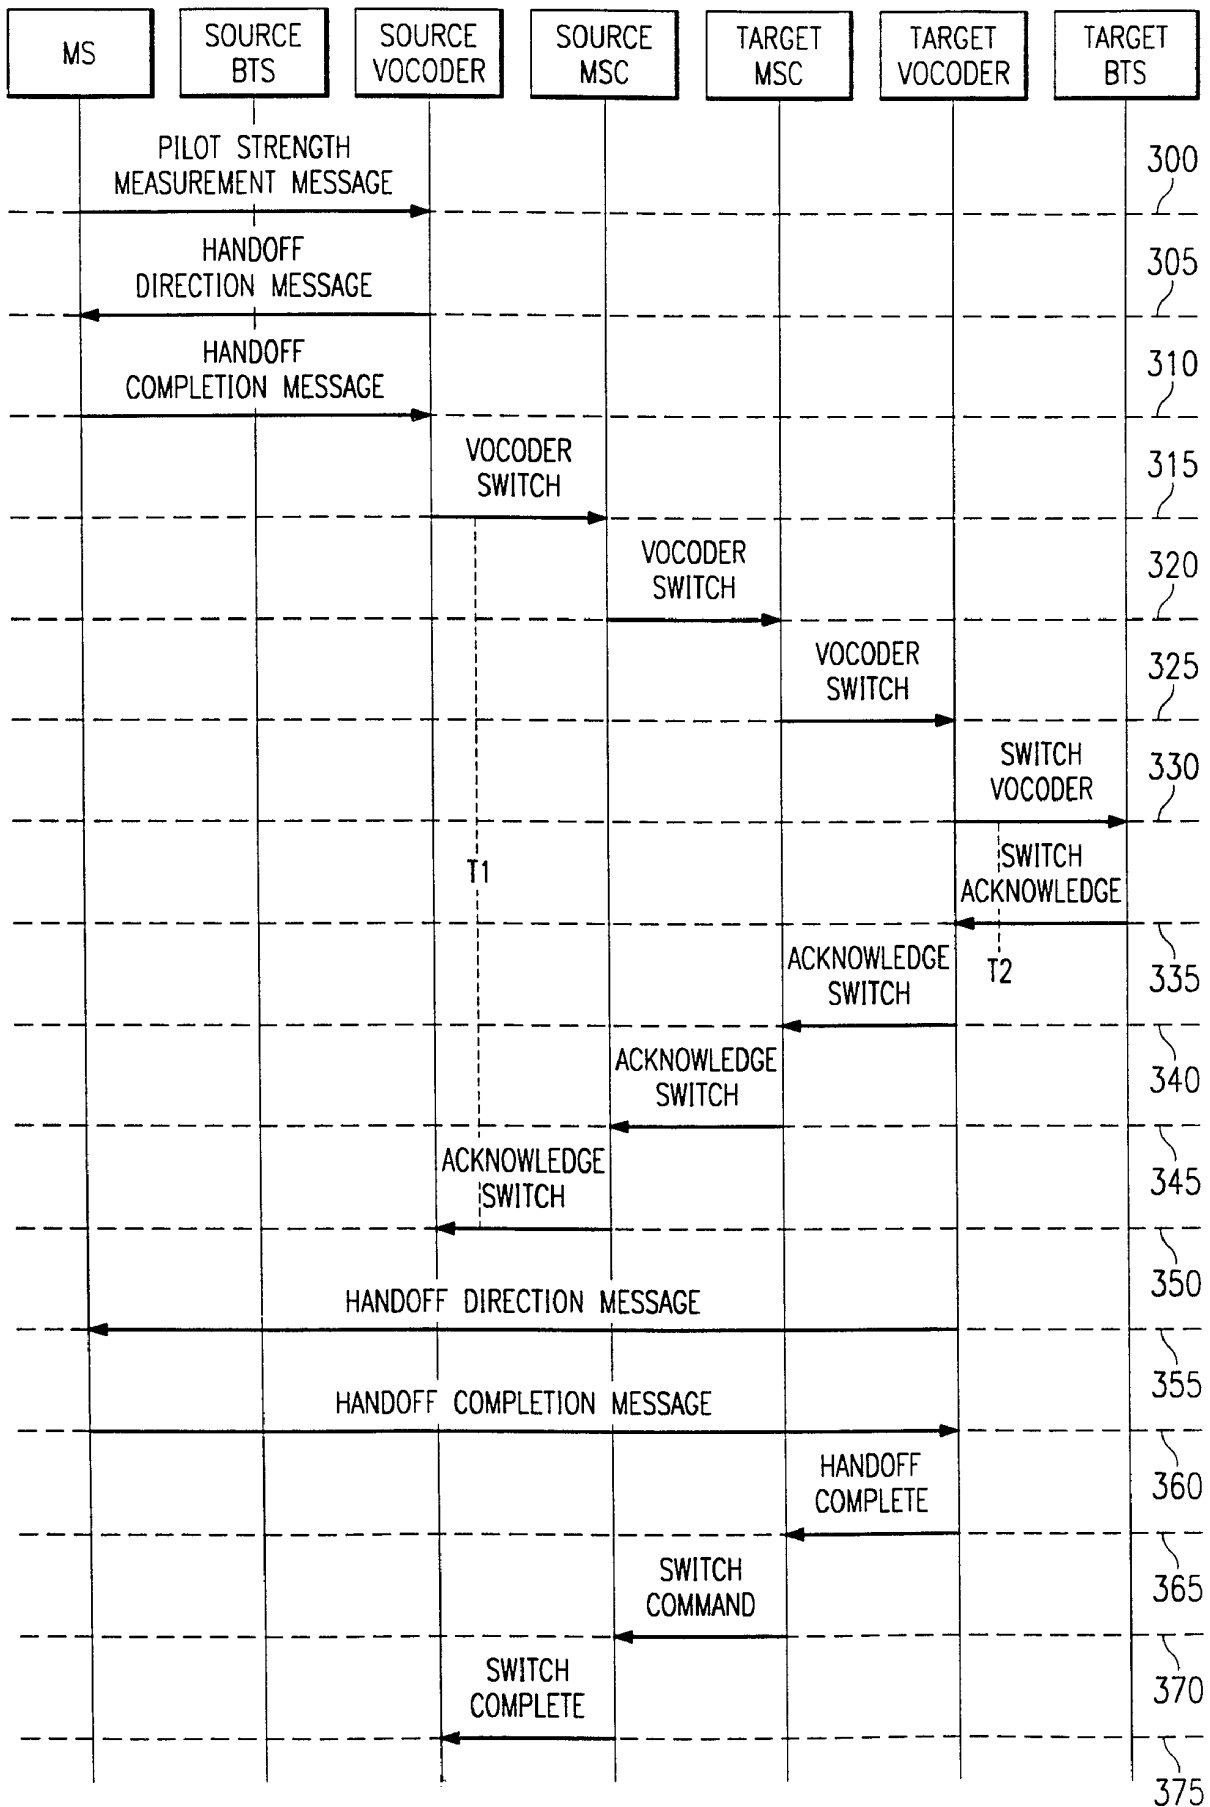 MS
SOURCE
BTS
SOURCE
VOCODER
SOURCE
MSC
TARGET
MSC
TARGET
VOCODER
TARGET
BTS
PILOT STRENGTH
MEASUREMENT MESSAGE
300
HANDOFF
DIRECTION MESSAGE
305
HANDOFF
COMPLETION MESSAGE
310
VOCODER
SWITCH
315
VOCODER
SWITCH
320
VOCODER
SWITCH
325
SWITCH
VOCODER
330
T1
SWITCH
ACKNOWLEDGE
335
T2
ACKNOWLEDGE
SWITCH
340
ACKNOWLEDGE
SWITCH
345
ACKNOWLEDGE
SWITCH
350
HANDOFF DIRECTION MESSAGE
355
HANDOFF COMPLETION MESSAGE
360
HANDOFF
COMPLETE
365
SWITCH
COMMAND
370
SWITCH
COMPLETE
375